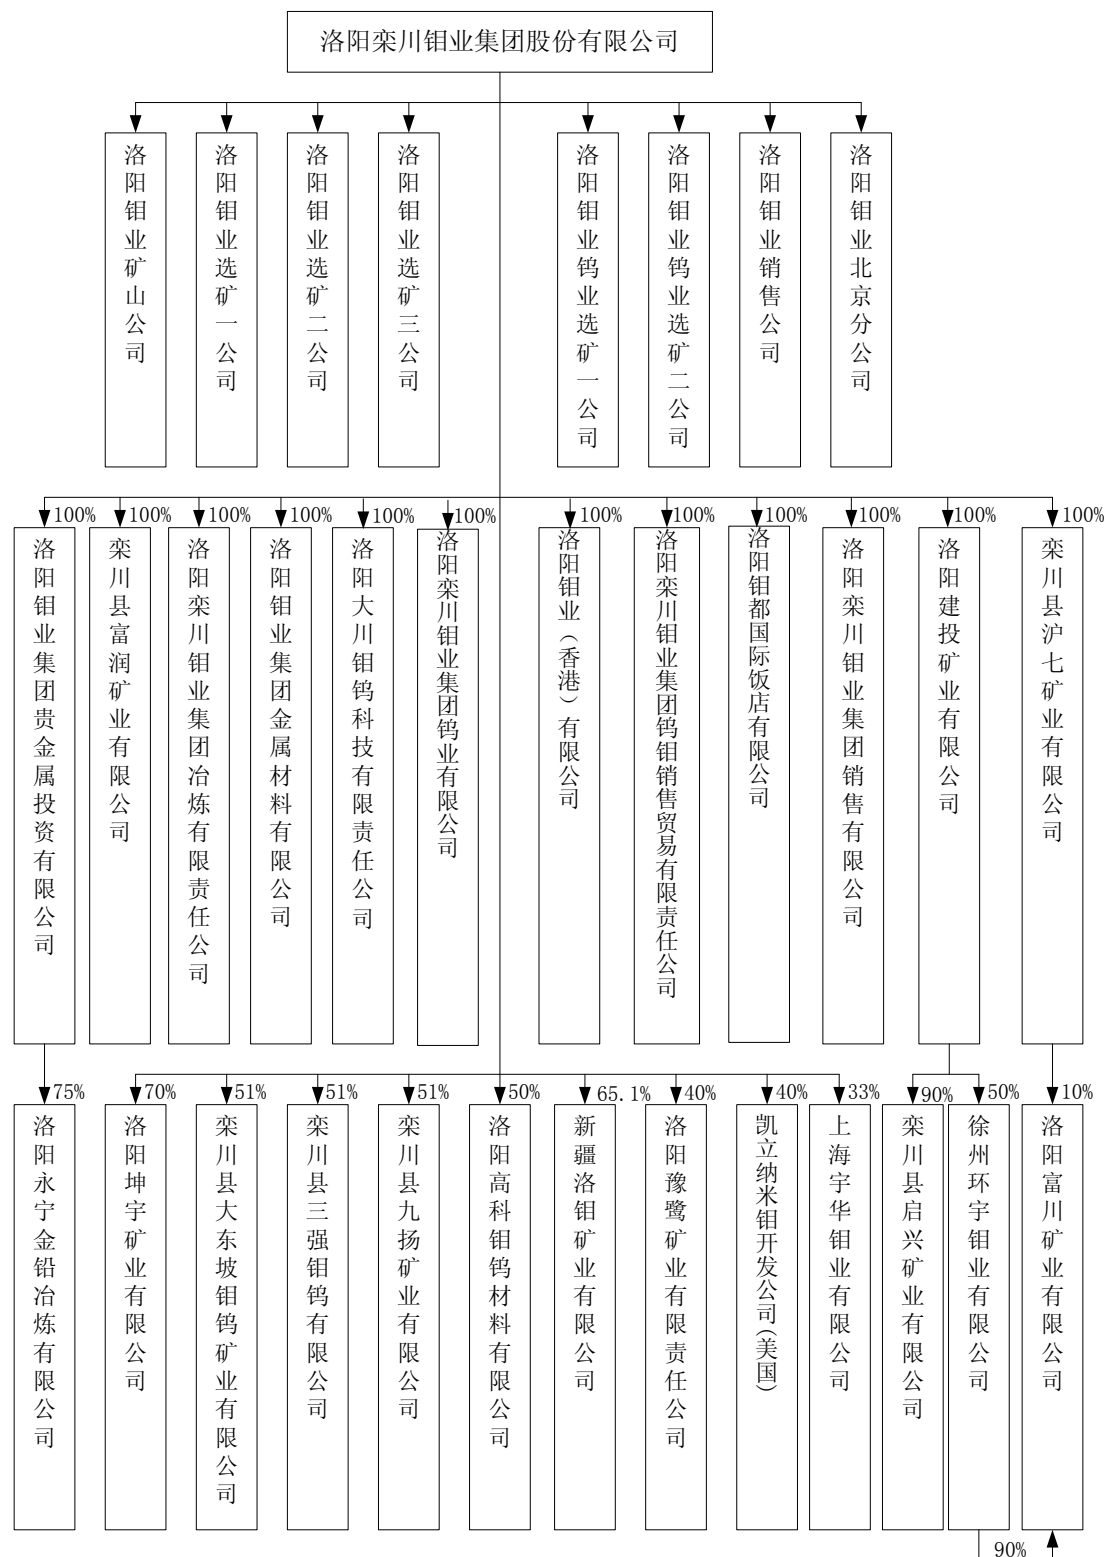 洛阳栾川钼业集团股份有限公司
洛阳钼业矿山公司
洛阳钼业选矿一公司
洛阳钼业选矿二公司
洛阳钼业选矿三公司
洛阳钼业钨业选矿一公司
洛阳钼业钨业选矿二公司
洛阳钼业销售公司
洛阳钼业北京分公司
100%
洛阳钼业集团贵金属投资有限公司
100%
栾川县富润矿业有限公司
100%
洛阳栾川钼业集团冶炼有限责任公司
100%
洛阳钼业集团金属材料有限公司
100%
洛阳大川钼钨科技有限责任公司
100%
洛阳栾川钼业集团钨业有限公司
100%
洛阳钼业（香港）有限公司
100%
洛阳栾川钼业集团钨钼销售贸易有限责任公司
100%
洛阳钼都国际饭店有限公司
100%
洛阳栾川钼业集团销售有限公司
100%
洛阳建投矿业有限公司
100%
栾川县沪七矿业有限公司
75%
洛阳永宁金铅冶炼有限公司
70%
洛阳坤宇矿业有限公司
51%
栾川县大东坡钼钨矿业有限公司
51%
栾川县三强钼钨有限公司
51%
栾川县九扬矿业有限公司
50%
洛阳高科钼钨材料有限公司
65.1%
新疆洛钼矿业有限公司
40%
洛阳豫鹭矿业有限责任公司
40%
凯立纳米钼开发公司(美国)
33%
上海宇华钼业有限公司
90%
栾川县启兴矿业有限公司
50%
徐州环宇钼业有限公司
10%
洛阳富川矿业有限公司
90%